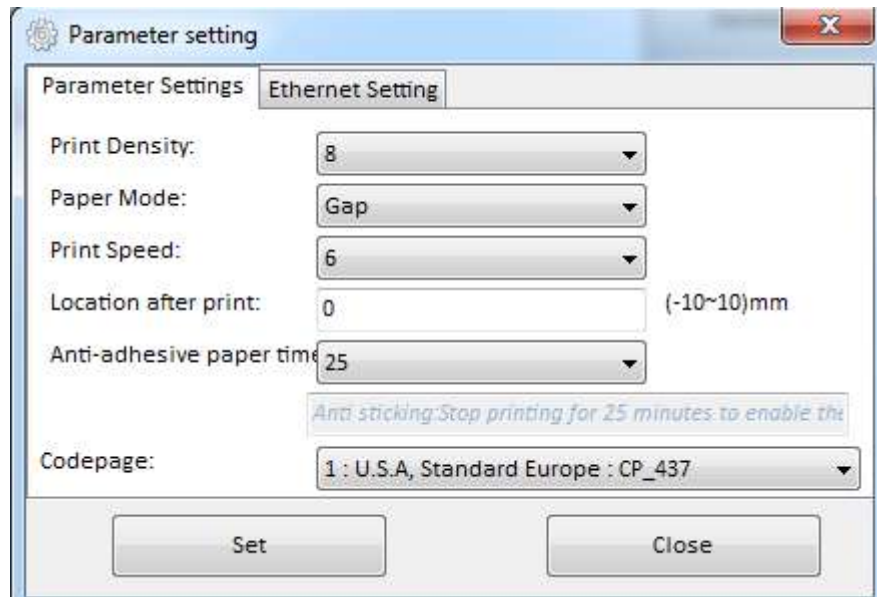 Parameter setting
Parameter Settings Ethernet Setting
Print Density: 8
Paper Mode: Gap
Print Speed: 6
Location after print: 0 (-10~10)mm
Anti-adhesive paper time 25
Anti sticking:Stop printing for 25 minutes to enable the
Codepage: 1 : U.S.A, Standard Europe : CP_437
Set Close